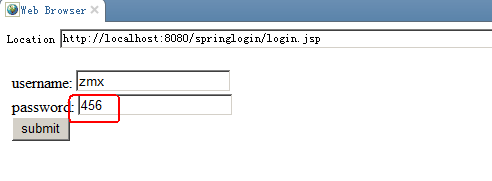 Web Browser
Location http://localhost:8080/springlogin/login.jsp
username: zmx
password: 456
submit